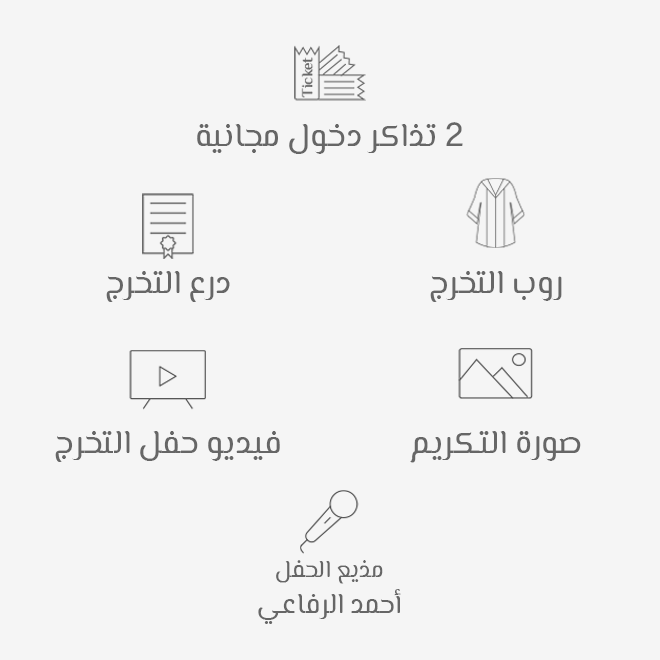 Ticket
2 تذاكر دخول مجانية
روب التخرج
درع التخرج
صورة التكريم
فيديو حفل التخرج
مذيع الحفل
أحمد الرفاعي